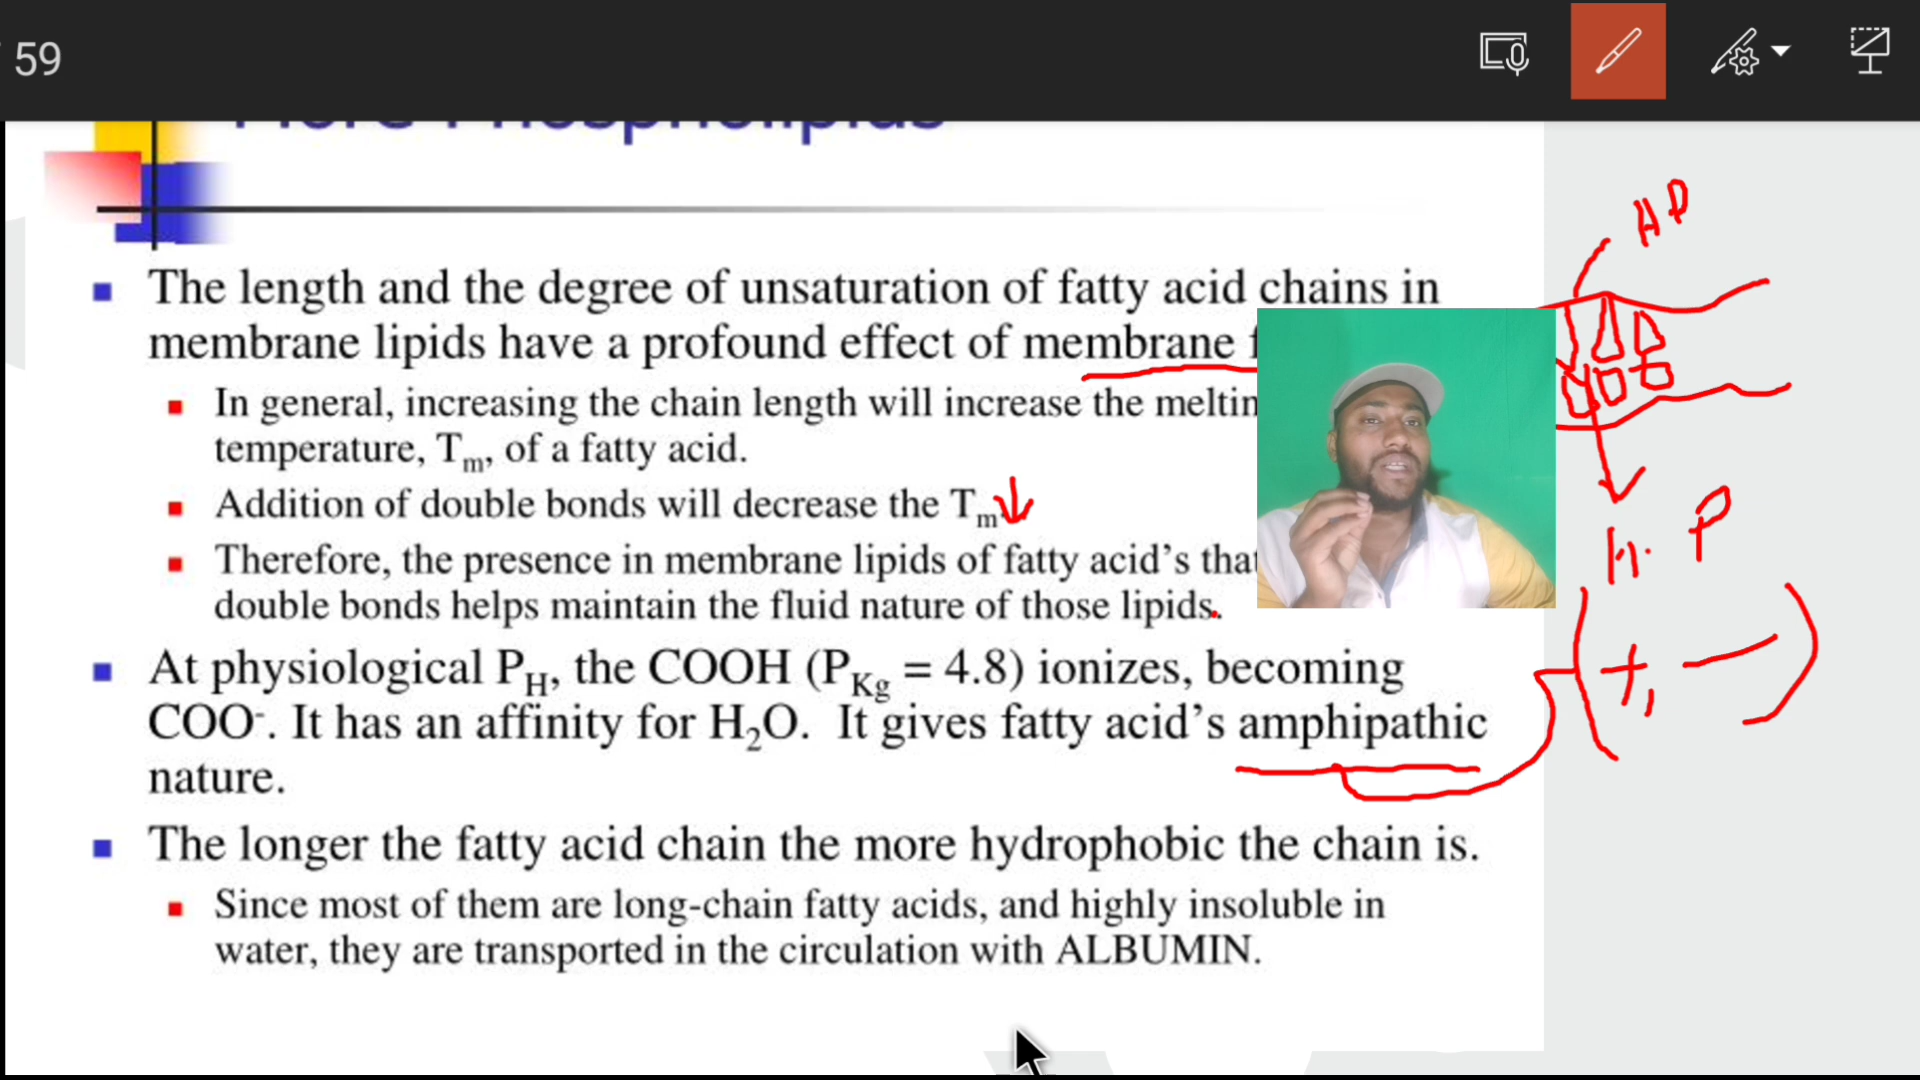 59
More Phospholipids
The length and the degree of unsaturation of fatty acid chains in
membrane lipids have a profound effect of membrane
In general, increasing the chain length will increase the
temperature, Tm, of a fatty acid.
Addition of double bonds will decrease the Tm
Therefore, the presence in membrane lipids of fatty acid's
double bonds helps maintain the fluid nature of those lipids.
At physiological PH, the COOH (PKg = 4.8) ionizes, becoming
COO-. It has an affinity for H2O. It gives fatty acid's amphipathic
nature.
The longer the fatty acid chain the more hydrophobic the chain is.
Since most of them are long-chain fatty acids, and highly insoluble in
water, they are transported in the circulation with ALBUMIN.
H. P
(+, -)